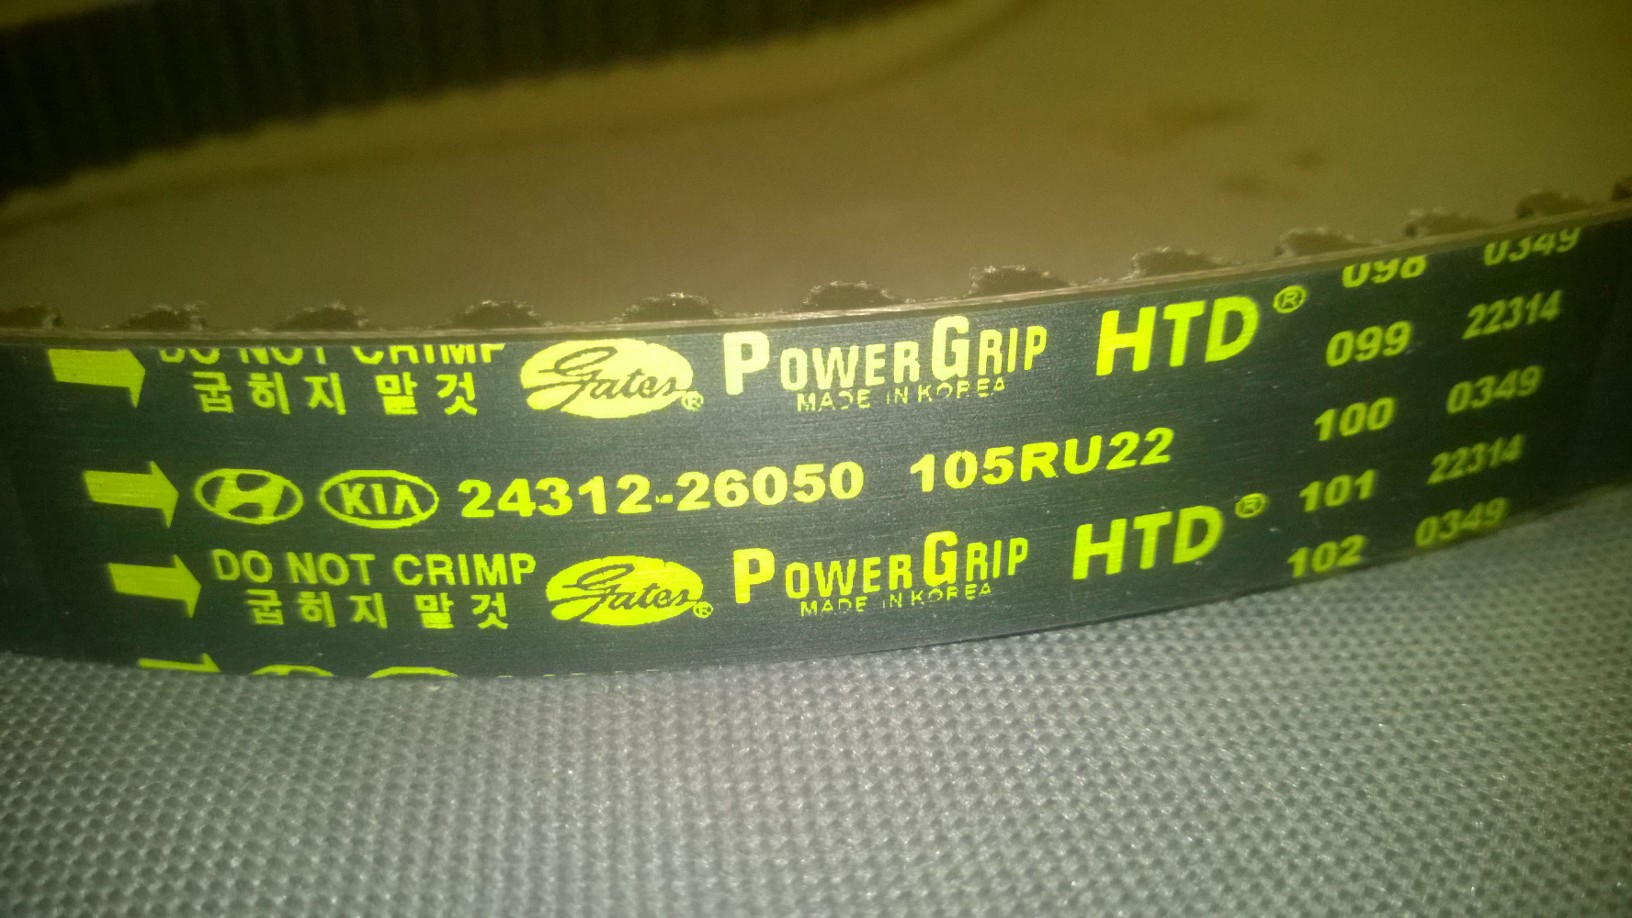 DO NOT CRIMP Gates® POWERGRIP HTD® 098 0349
굽히지 말것 MADE IN KOREA 099 22314
KIA 24312-26050 105RU22 100 0349
DO NOT CRIMP Gates® POWERGRIP HTD® 101 22314
굽히지 말것 MADE IN KOREA 102 0349